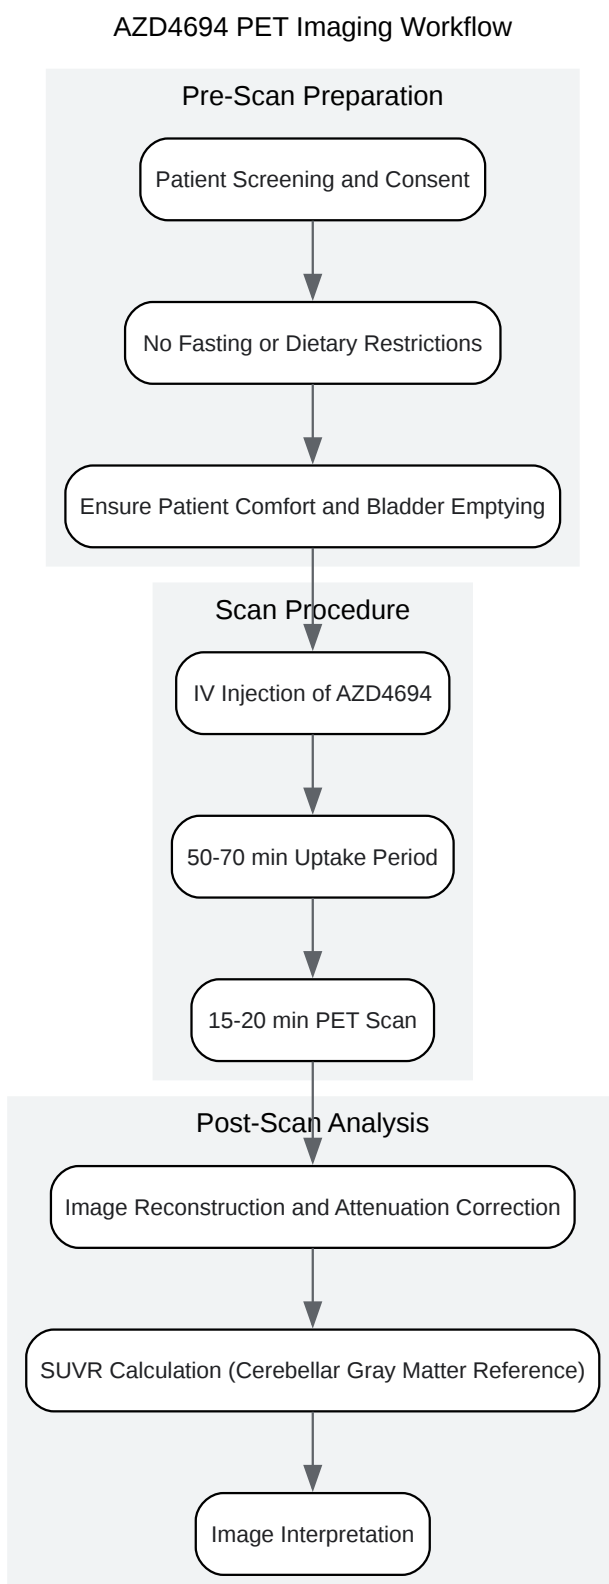 AZD4694 PET Imaging Workflow
Pre-Scan Preparation
Patient Screening and Consent
No Fasting or Dietary Restrictions
Ensure Patient Comfort and Bladder Emptying
Scan Procedure
IV Injection of AZD4694
50-70 min Uptake Period
15-20 min PET Scan
Post-Scan Analysis
Image Reconstruction and Attenuation Correction
SUVR Calculation (Cerebellar Gray Matter Reference)
Image Interpretation